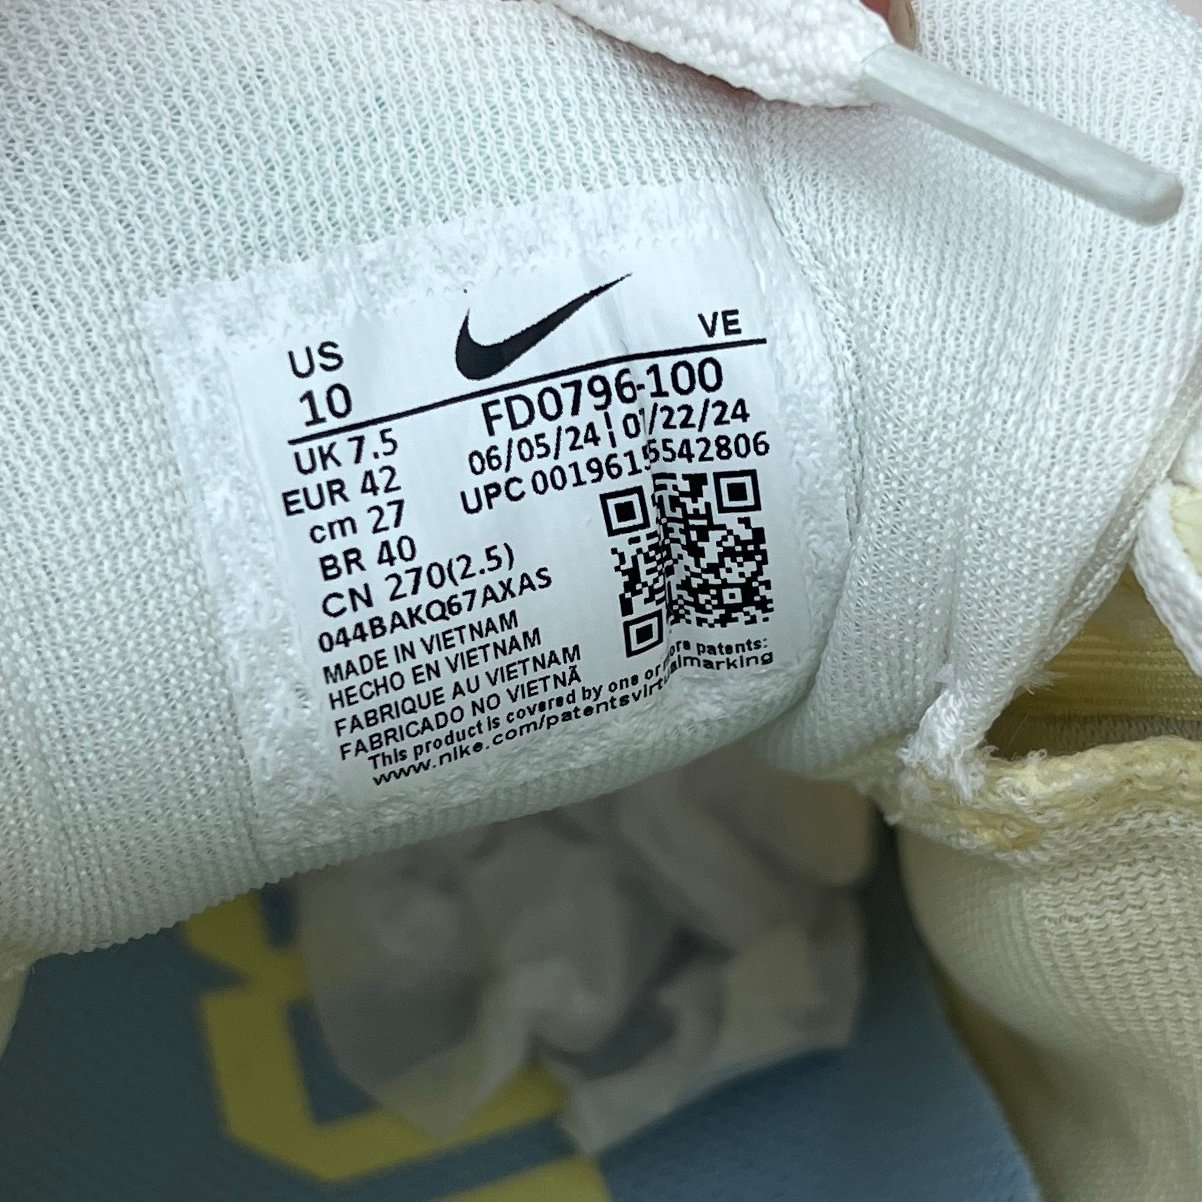 US
10
VE
UK 7.5
FD0796-100
EUR 42
06/05/24 07/22/24
cm 27
UPC 00196155542806
BR 40
CN 270(2.5)
044BAKQ67AXAS
MADE IN VIETNAM
HECHO EN VIETNAM
FABRIQUE AU VIETNAM
FABRICADO NO VIETNÃ
This product is covered by one or more patents:
www.nike.com/patentsvirtualmarking